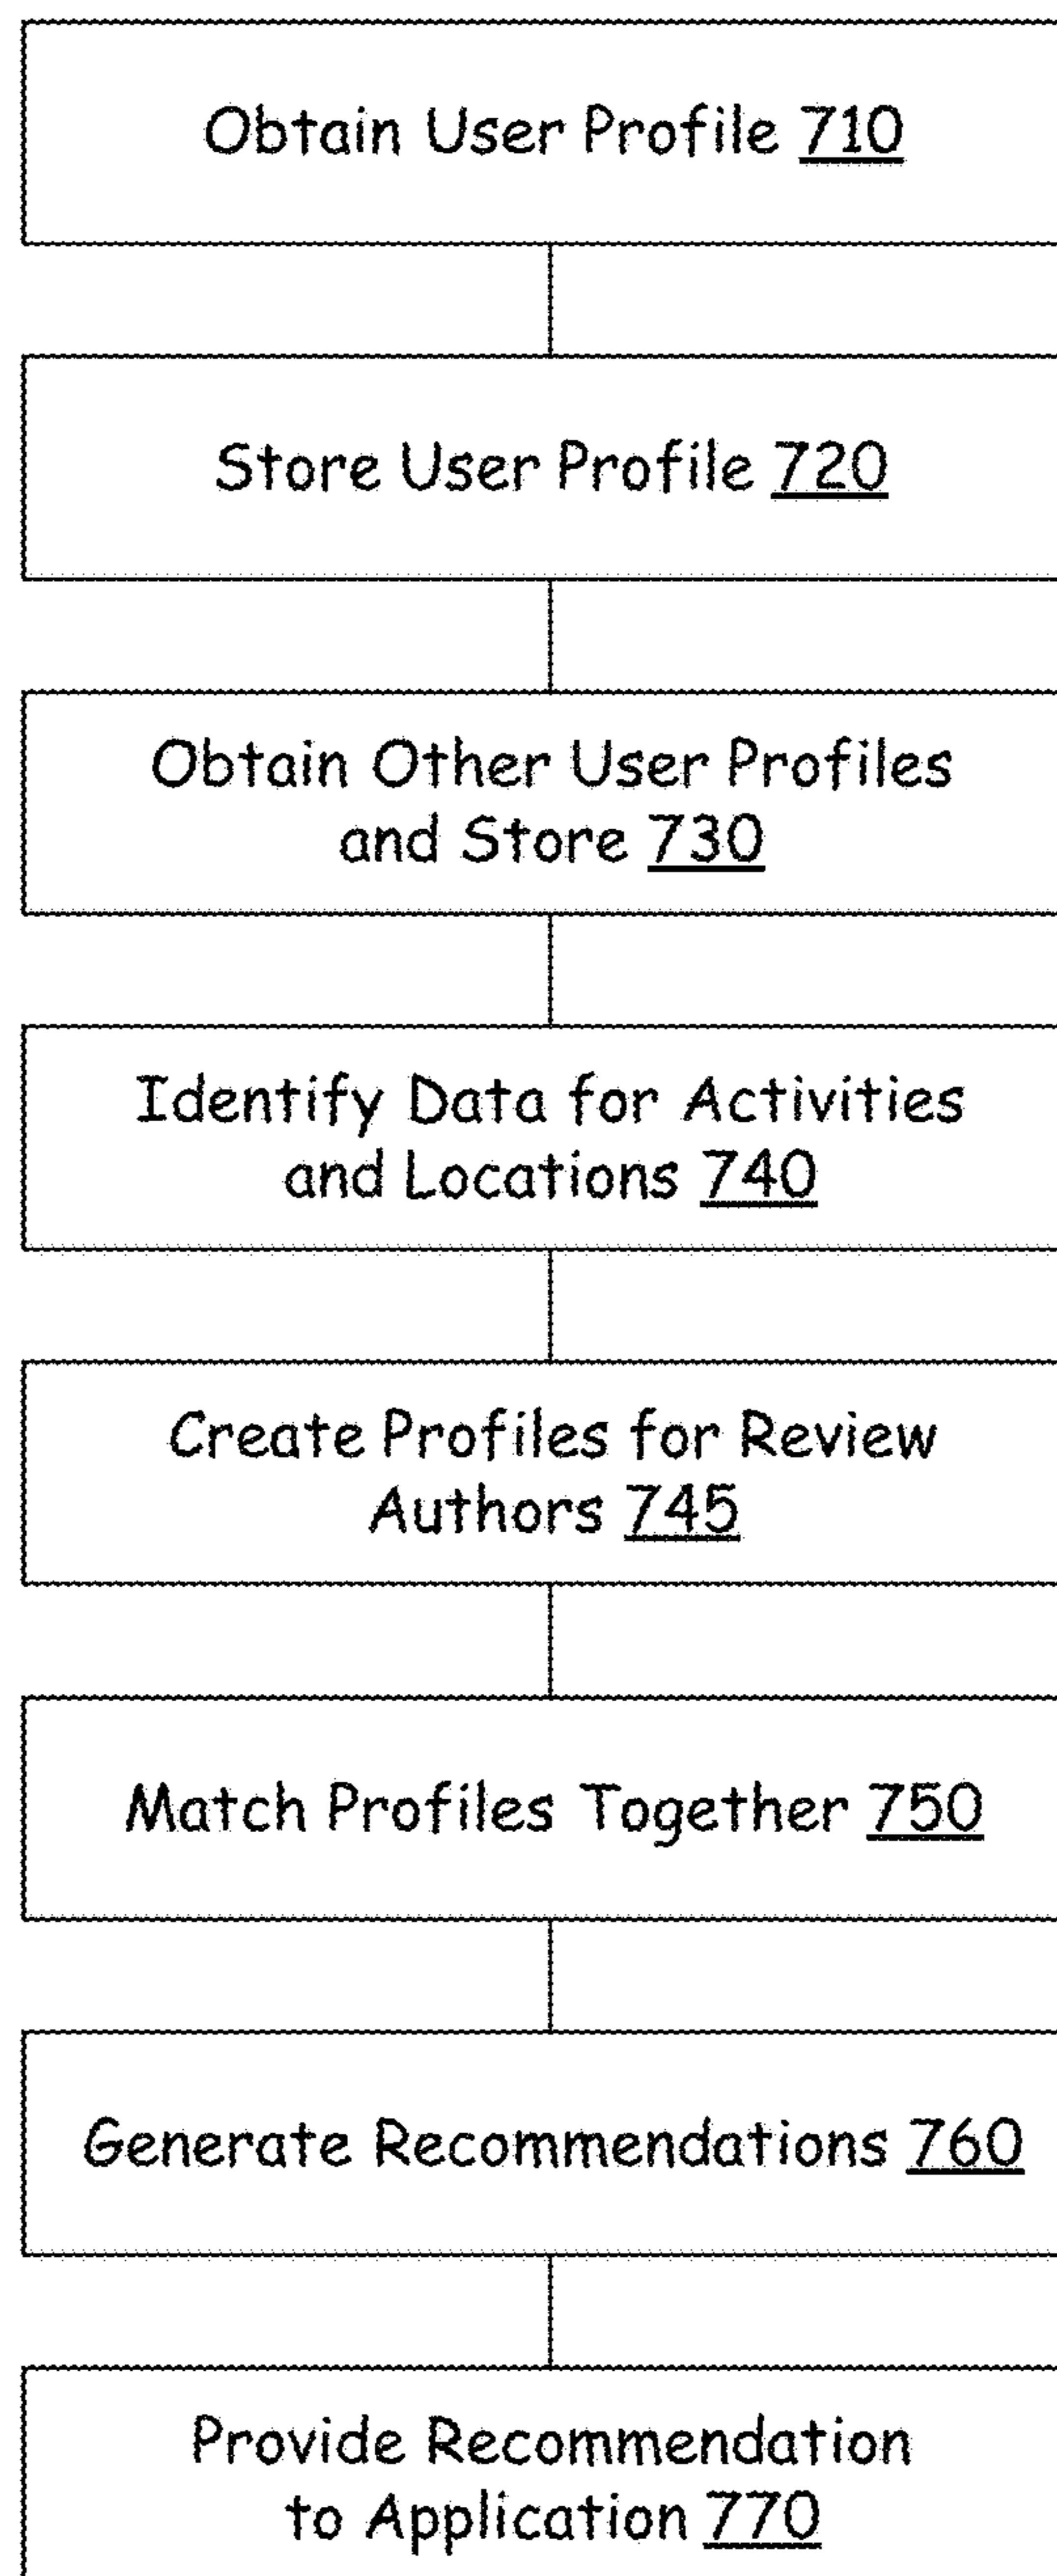 Obtain User Profile 710
Store User Profile 720
Obtain Other User Profiles
and Store 730
Identify Data for Activities
and Locations 740
Create Profiles for Review
Authors 745
Match Profiles Together 750
Generate Recommendations 760
Provide Recommendation
to Application 770